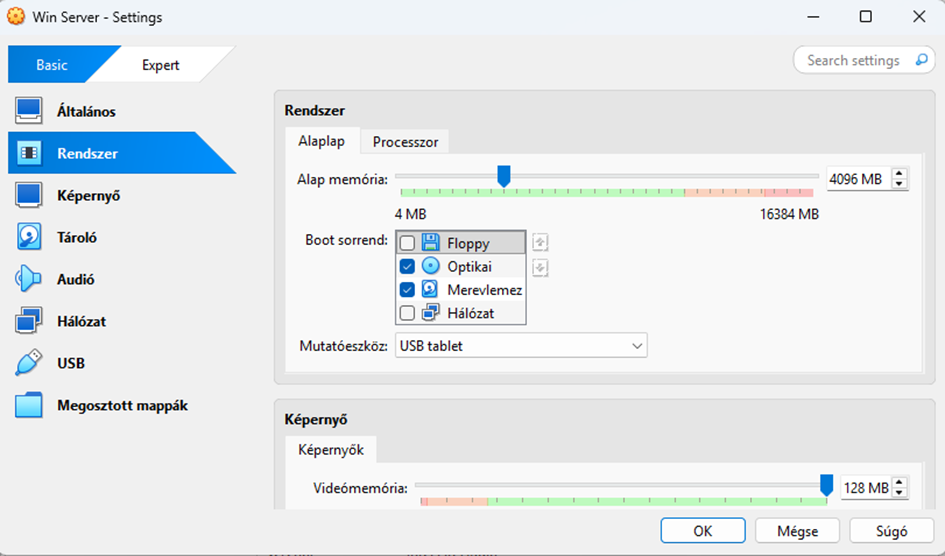 Win Server - Settings
Basic
Expert
Search settings
Általános
Rendszer
Képernyő
Tároló
Audió
Hálózat
USB
Megosztott mappák
Rendszer
Alaplap
Processzor
Alap memória:
4096 MB
4 MB
16384 MB
Boot sorrend:
Floppy
Optikai
Merevlemez
Hálózat
Mutatóeszköz:
USB tablet
Képernyő
Képernyők
Videómemória:
128 MB
OK
Mégse
Súgó